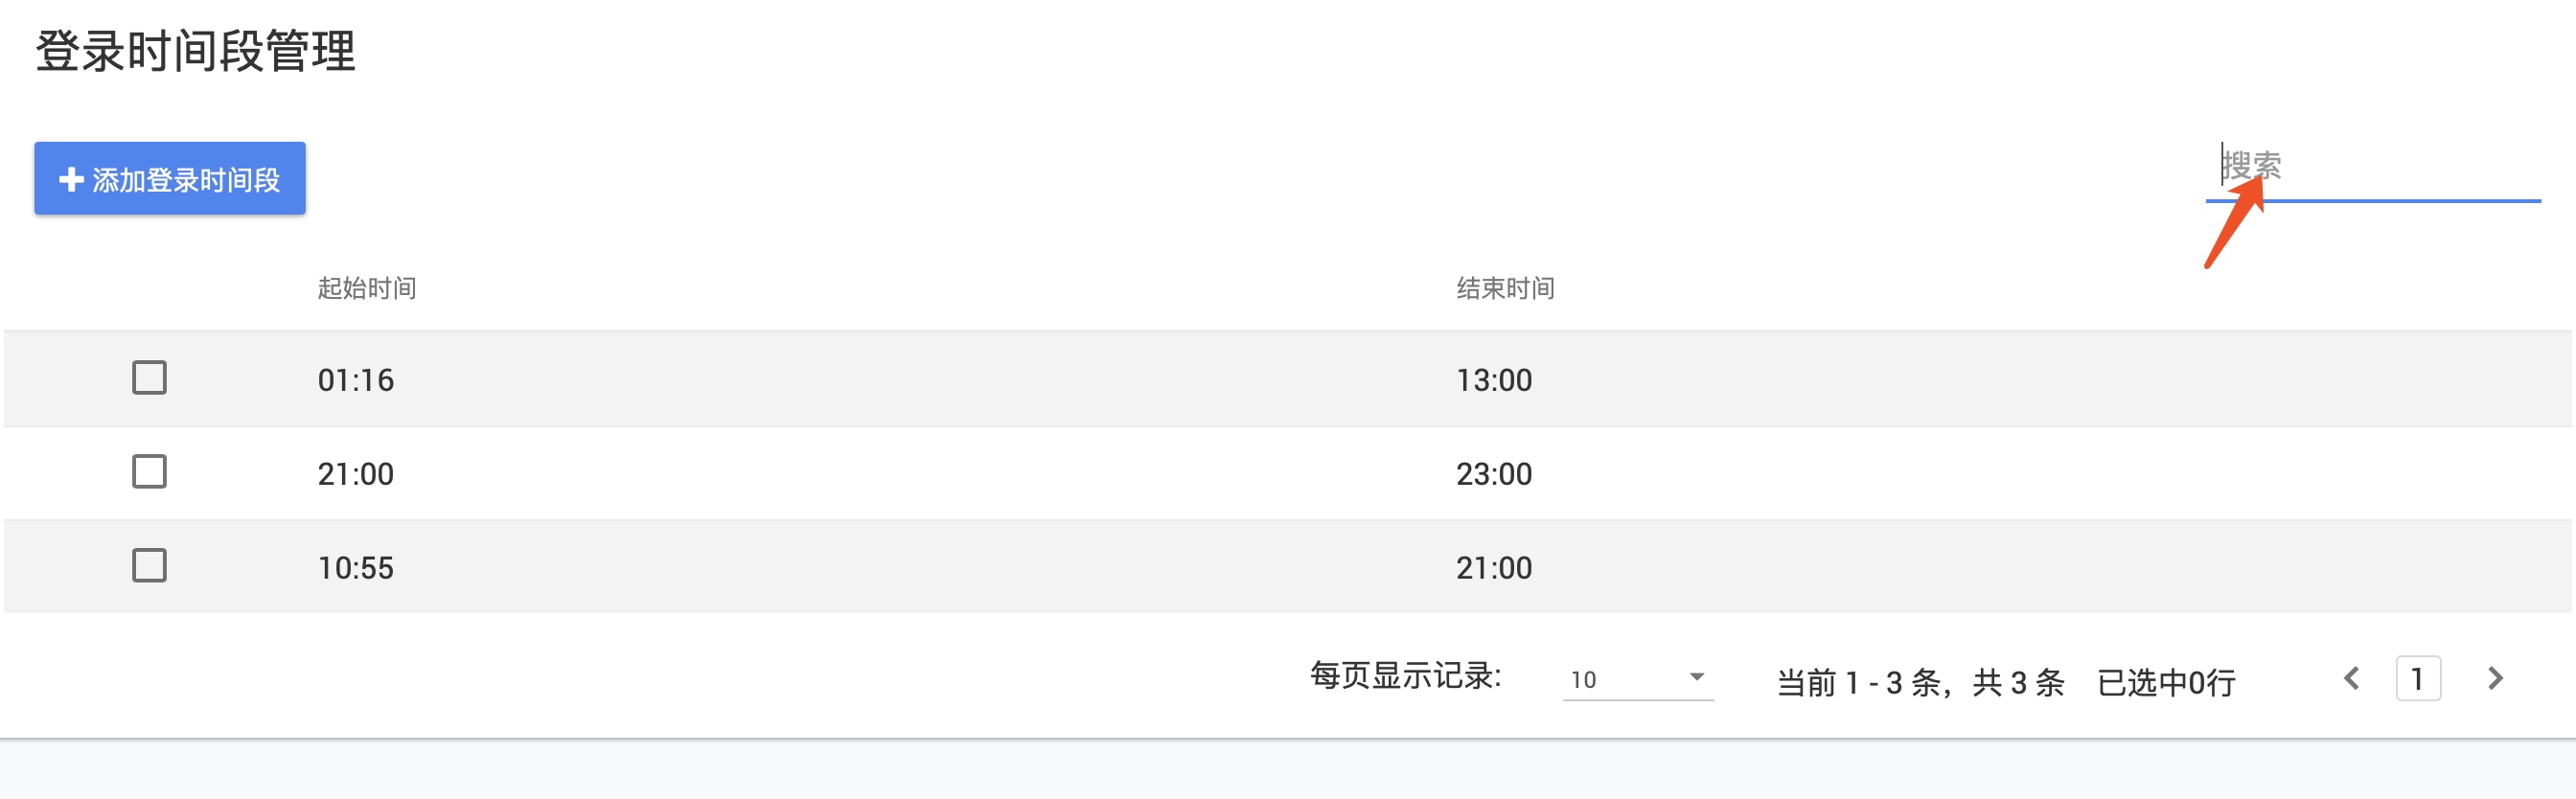 登录时间段管理
添加登录时间段
搜索
起始时间 结束时间
01:16 13:00
21:00 23:00
10:55 21:00
每页显示记录: 10 当前 1 - 3 条，共 3 条 已选中0行 1